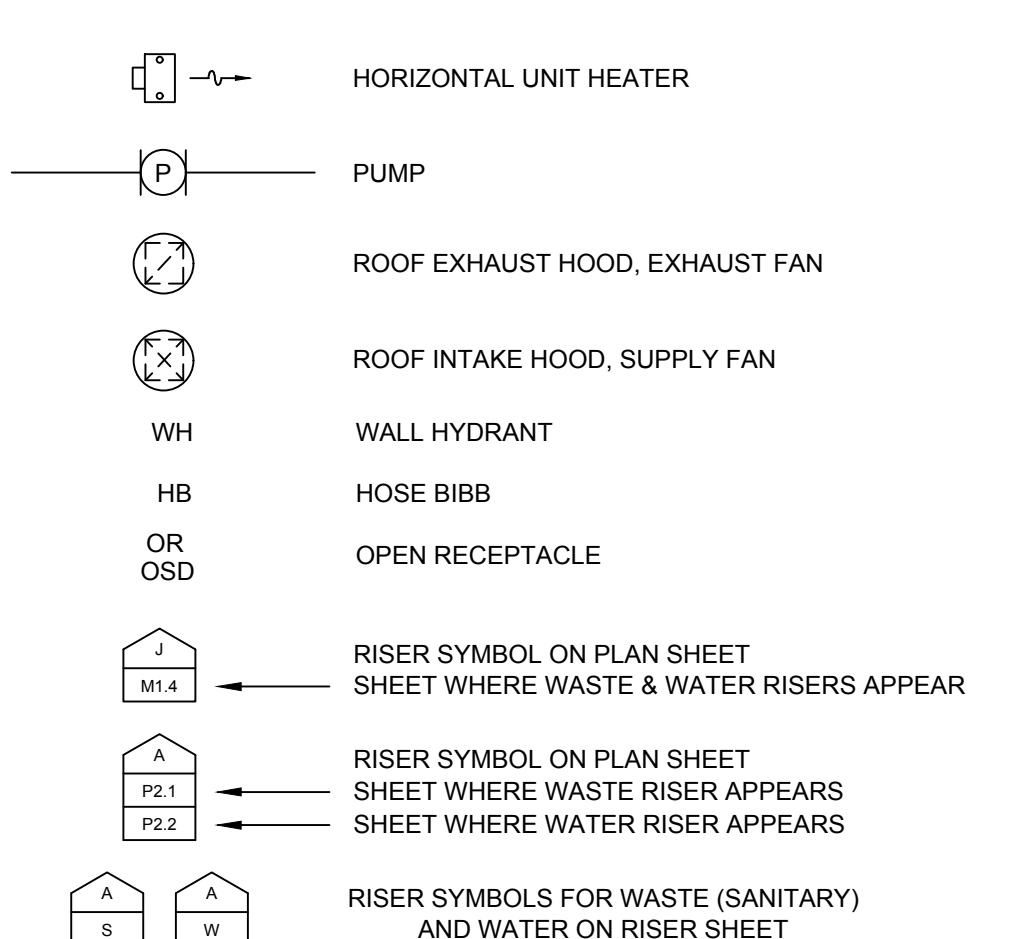 HORIZONTAL UNIT HEATER
P PUMP
ROOF EXHAUST HOOD, EXHAUST FAN
ROOF INTAKE HOOD, SUPPLY FAN
WH WALL HYDRANT
HB HOSE BIBB
OR
OSD
OPEN RECEPTACLE
J
RISER SYMBOL ON PLAN SHEET
M1.4 SHEET WHERE WASTE & WATER RISERS APPEAR
A
RISER SYMBOL ON PLAN SHEET
P2.1 SHEET WHERE WASTE RISER APPEARS
P2.2 SHEET WHERE WATER RISER APPEARS
A A RISER SYMBOLS FOR WASTE (SANITARY)
S W AND WATER ON RISER SHEET